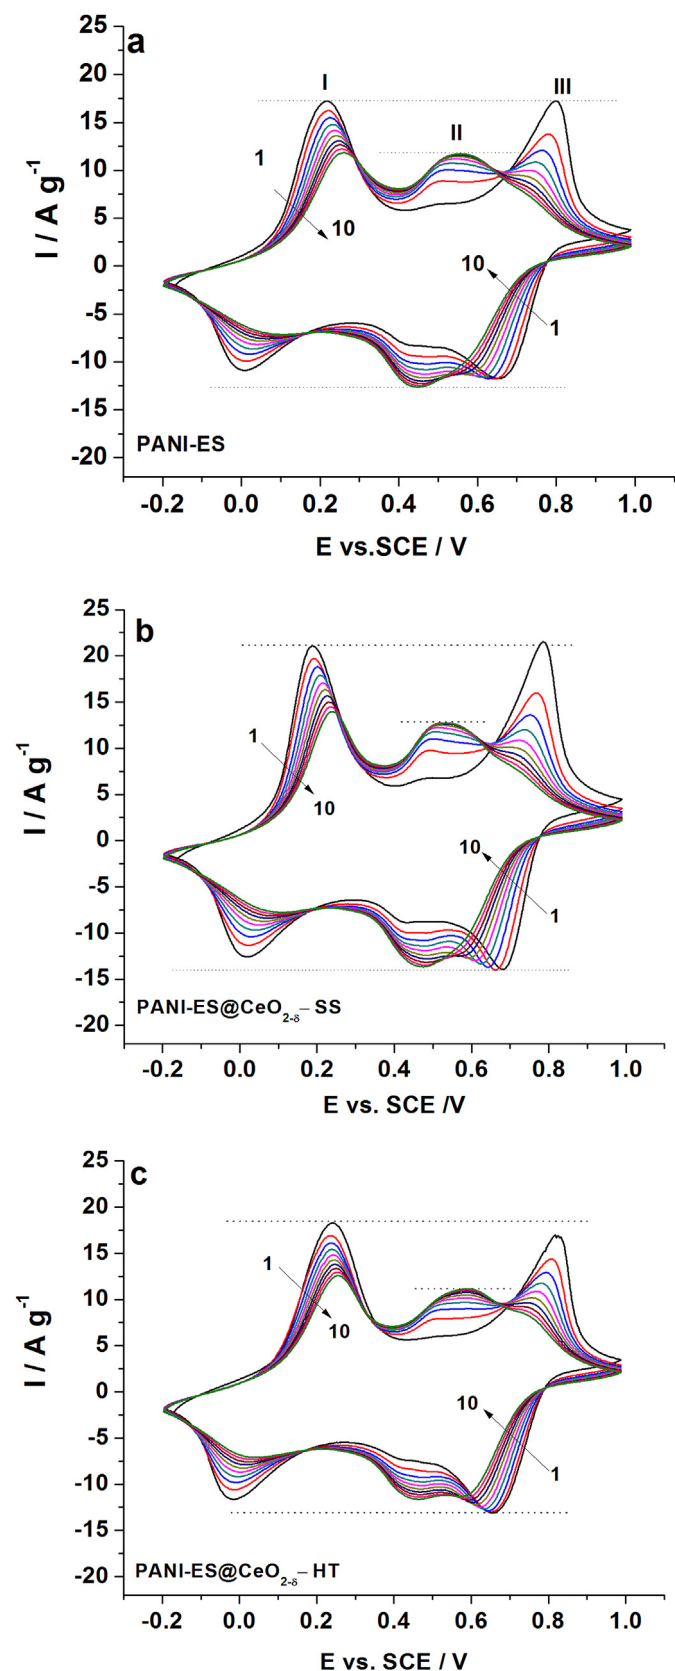 a
25
20
15
10
5
0
-5
-10
-15
-20
I / A g⁻¹
I
II
III
1
10
10
1
PANI-ES
-0.2 0.0 0.2 0.4 0.6 0.8 1.0
E vs.SCE / V
b
25
20
15
10
5
0
-5
-10
-15
-20
I / A g⁻¹
1
10
10
1
PANI-ES@CeO₂₋δ– SS
-0.2 0.0 0.2 0.4 0.6 0.8 1.0
E vs. SCE /V
c
25
20
15
10
5
0
-5
-10
-15
-20
I / A g⁻¹
1
10
10
1
PANI-ES@CeO₂₋δ– HT
-0.2 0.0 0.2 0.4 0.6 0.8 1.0
E vs. SCE / V